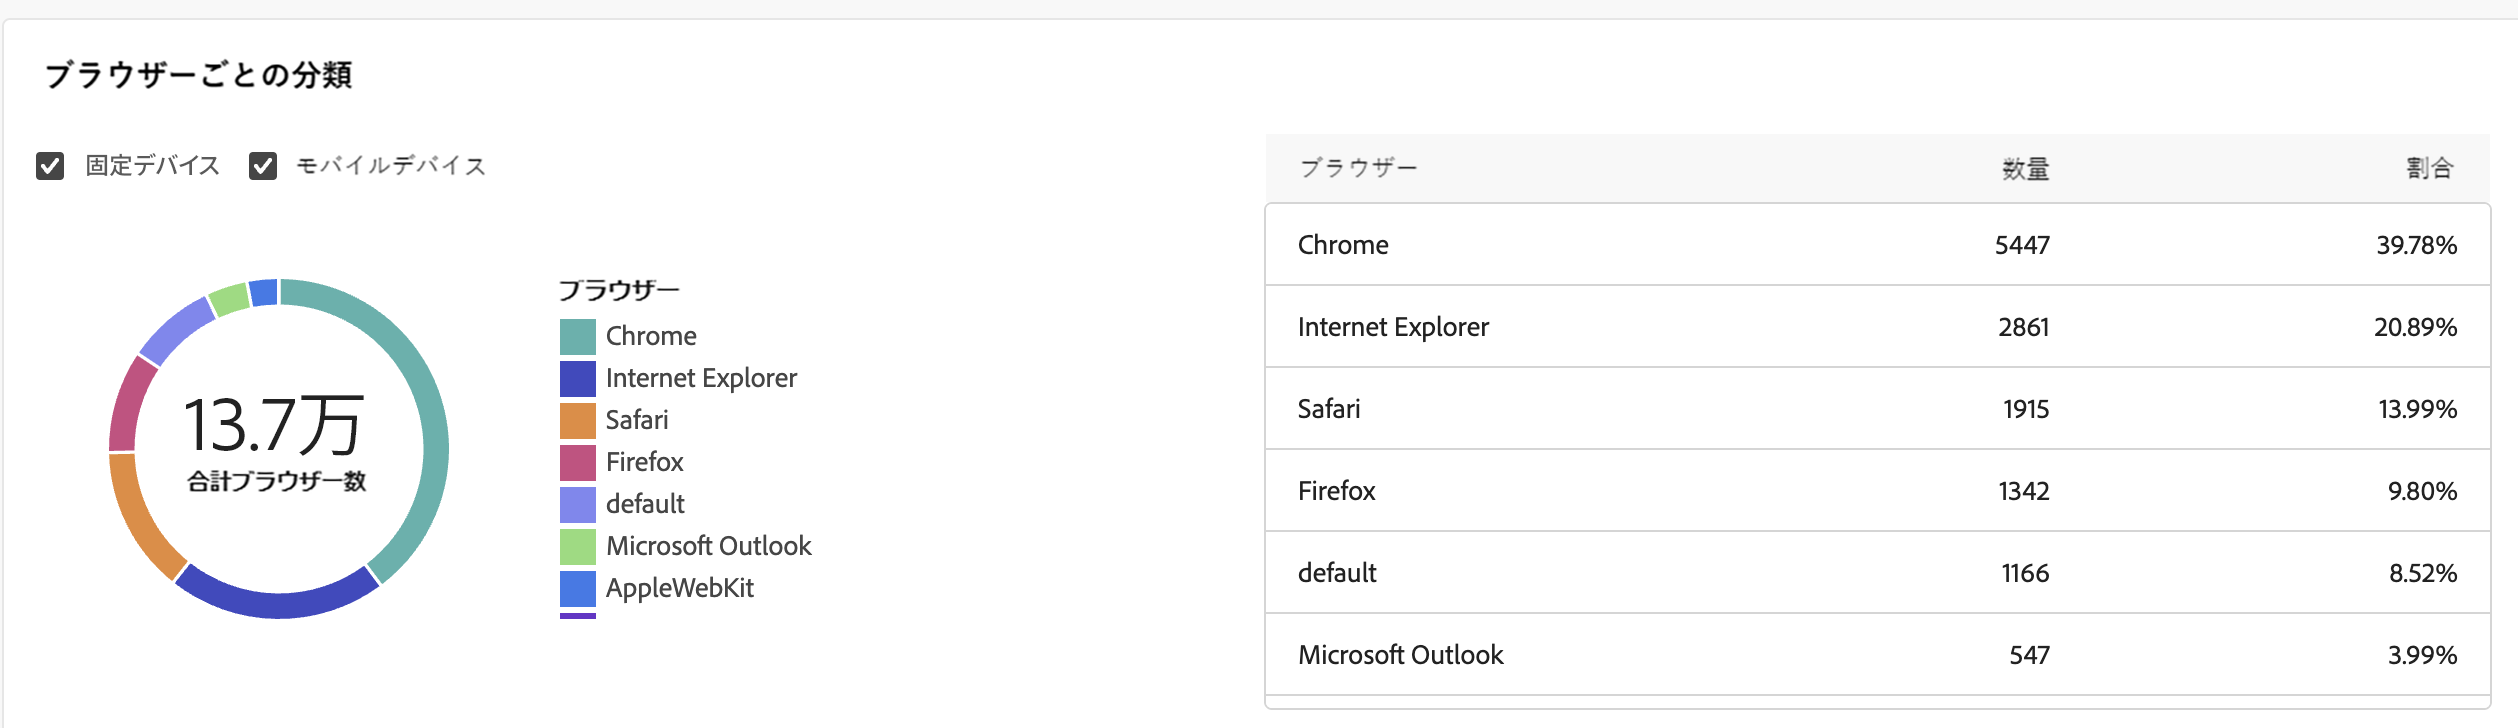 ブラウザーごとの分類
固定デバイス モバイルデバイス
13.7万
合計ブラウザー数
ブラウザー
Chrome
Internet Explorer
Safari
Firefox
default
Microsoft Outlook
AppleWebKit
ブラウザー 数量 割合
Chrome 5447 39.78%
Internet Explorer 2861 20.89%
Safari 1915 13.99%
Firefox 1342 9.80%
default 1166 8.52%
Microsoft Outlook 547 3.99%